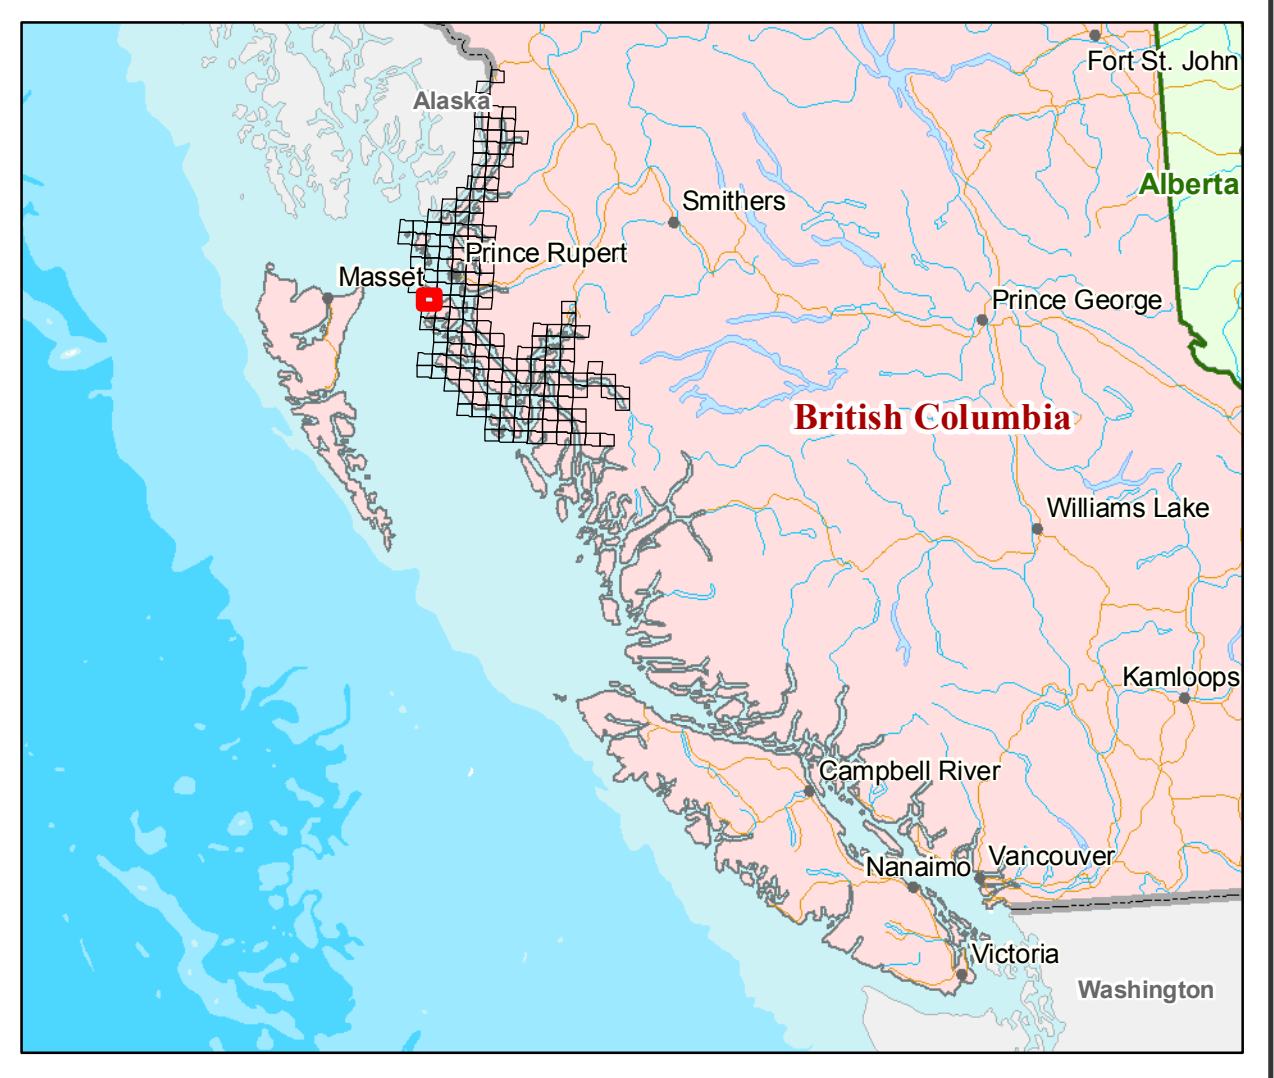 Fort St. John
Alaska
Alberta
Smithers
Prince Rupert
Masset
Prince George
British Columbia
Williams Lake
Kamloops
Campbell River
Vancouver
Nanaimo
Victoria
Washington